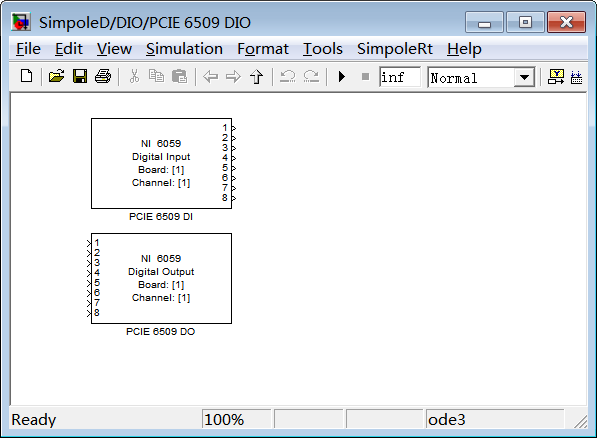 SimpoleD/DIO/PCIE 6509 DIO
File Edit View Simulation Format Tools SimpoleRt Help
inf Normal
NI 6059
Digital Input
Board: [1]
Channel: [1]
1
2
3
4
5
6
7
8
PCIE 6509 DI
1
2
3
4
5
6
7
8
NI 6059
Digital Output
Board: [1]
Channel: [1]
PCIE 6509 DO
Ready 100% ode3